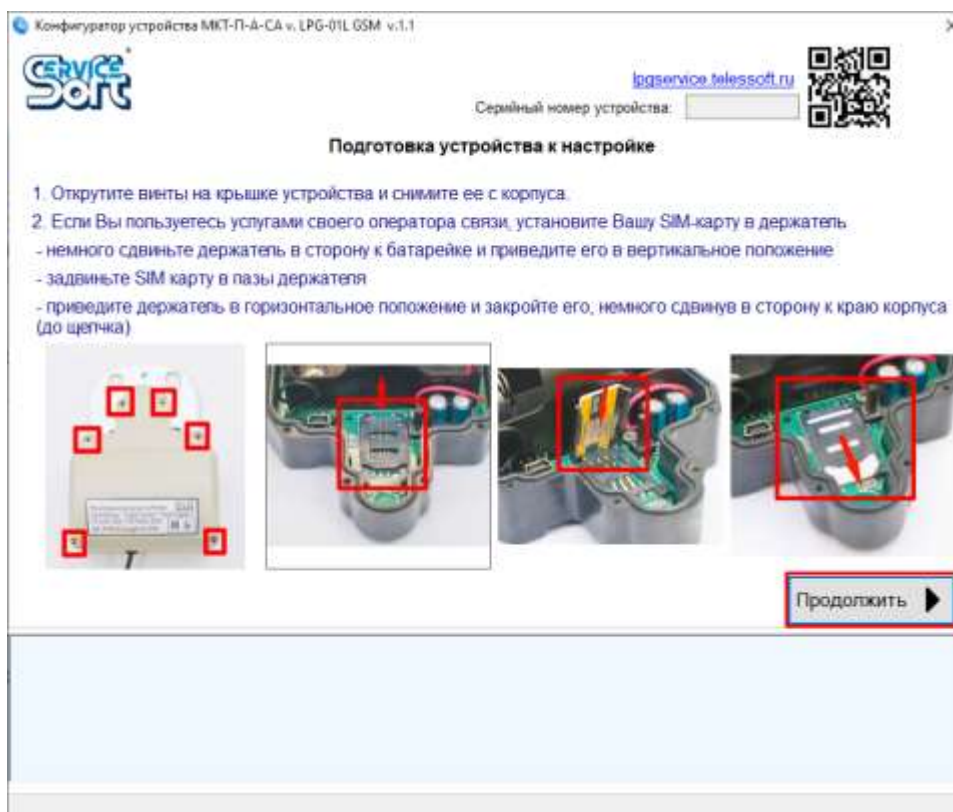 Конфигуратор устройства МКТ-П-А-СА v. LPG-01L GSM v.1.1
SERVICE
Soft
lpgservice.telessoft.ru
Серийный номер устройства:
Подготовка устройства к настройке
1. Открутите винты на крышке устройства и снимите ее с корпуса.
2. Если Вы пользуетесь услугами своего оператора связи, установите Вашу SIM-карту в держатель
- немного сдвиньте держатель в сторону к батарейке и приведите его в вертикальное положение
- задвиньте SIM карту в пазы держателя
- приведите держатель в горизонтальное положение и закройте его, немного сдвинув в сторону к краю корпуса
(до щелчка)
Продолжить